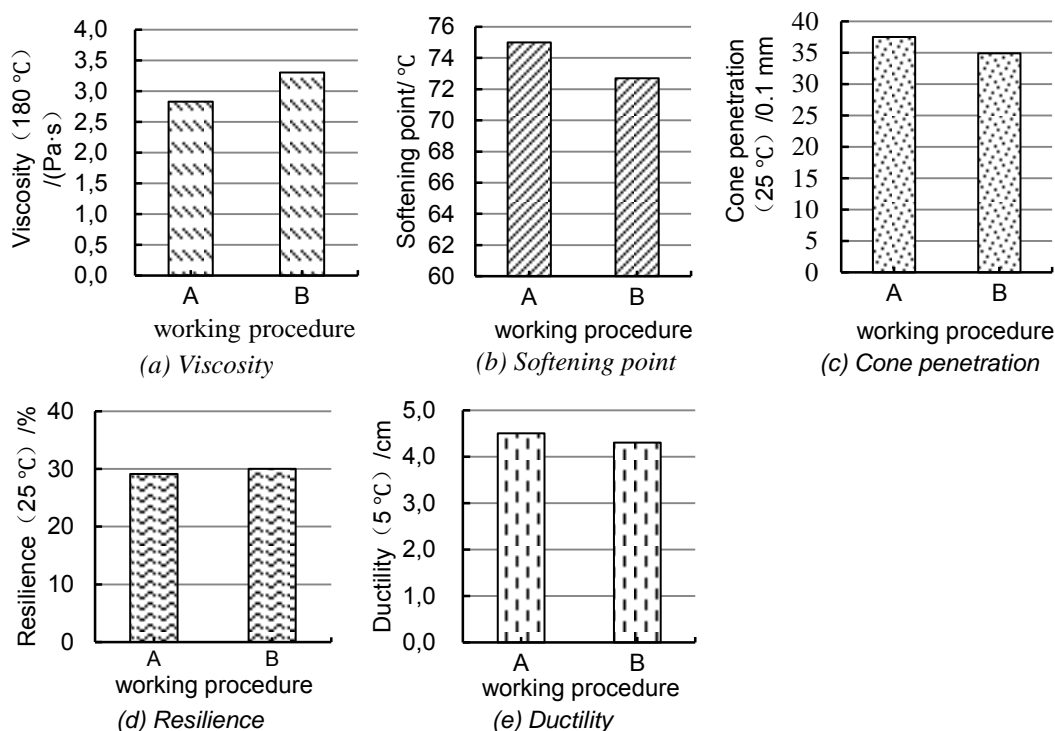 Viscosity（180 ℃）
/(Pa·s)
4,0
3,5
3,0
2,5
2,0
1,5
1,0
0,5
0,0
A B
working procedure
(a) Viscosity
Softening point/ ℃
76
74
72
70
68
66
64
62
60
A B
working procedure
(b) Softening point
Cone penetration
（25 ℃）/0.1 mm
40
35
30
25
20
15
10
5
0
A B
working procedure
(c) Cone penetration
Resilience（25 ℃）/%
40
30
20
10
0
A B
working procedure
(d) Resilience
Ductility（5 ℃）/cm
5,0
4,0
3,0
2,0
1,0
0,0
A B
working procedure
(e) Ductility